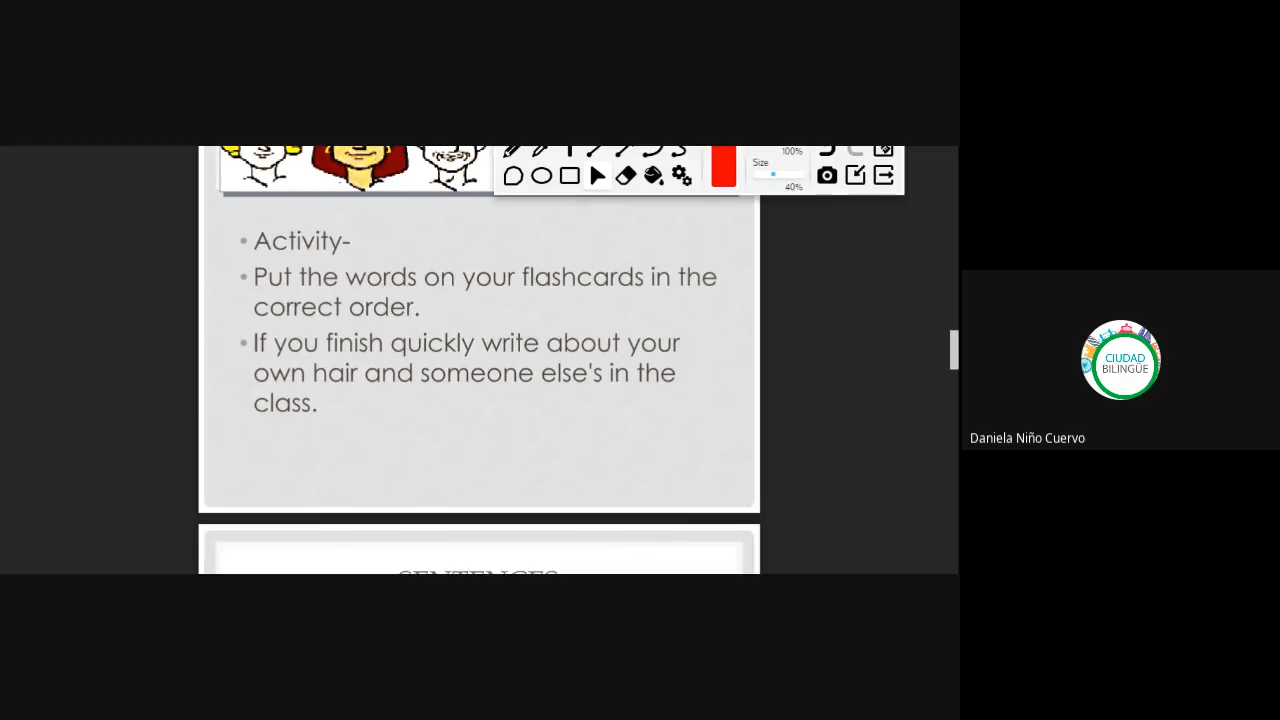 100%
Size
40%
• Activity-
• Put the words on your flashcards in the
correct order.
• If you finish quickly write about your
own hair and someone else's in the
class.
SENTENCES
CIUDAD
BILINGÜE
Daniela Niño Cuervo